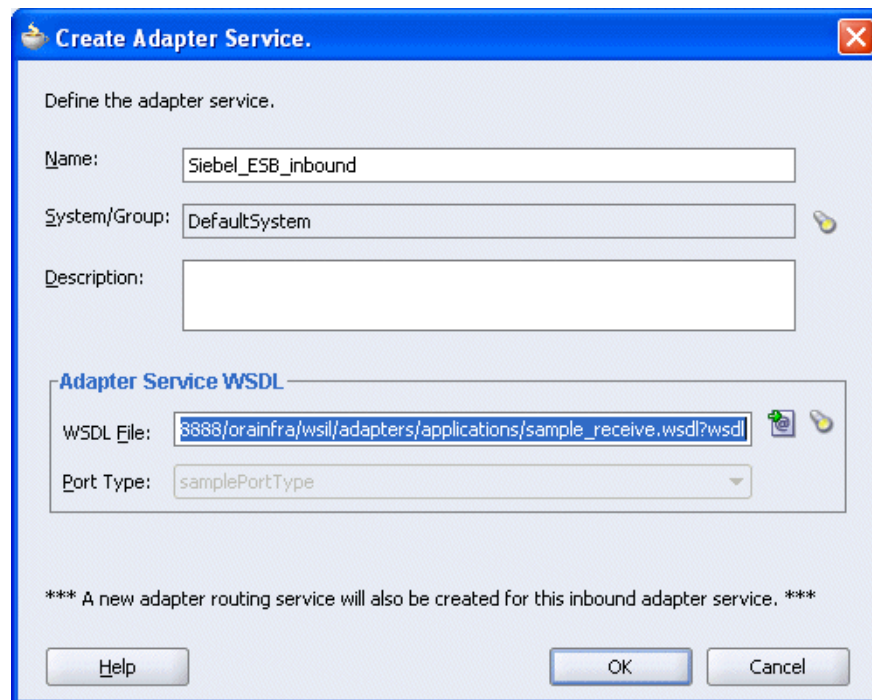 Create Adapter Service.
Define the adapter service.
Name: Siebel_ESB_inbound
System/Group: DefaultSystem
Description:
Adapter Service WSDL
WSDL File: 8888/orainfra/wsil/adapters/applications/sample_receive.wsdl?wsdl
Port Type: samplePortType
*** A new adapter routing service will also be created for this inbound adapter service. ***
Help OK Cancel